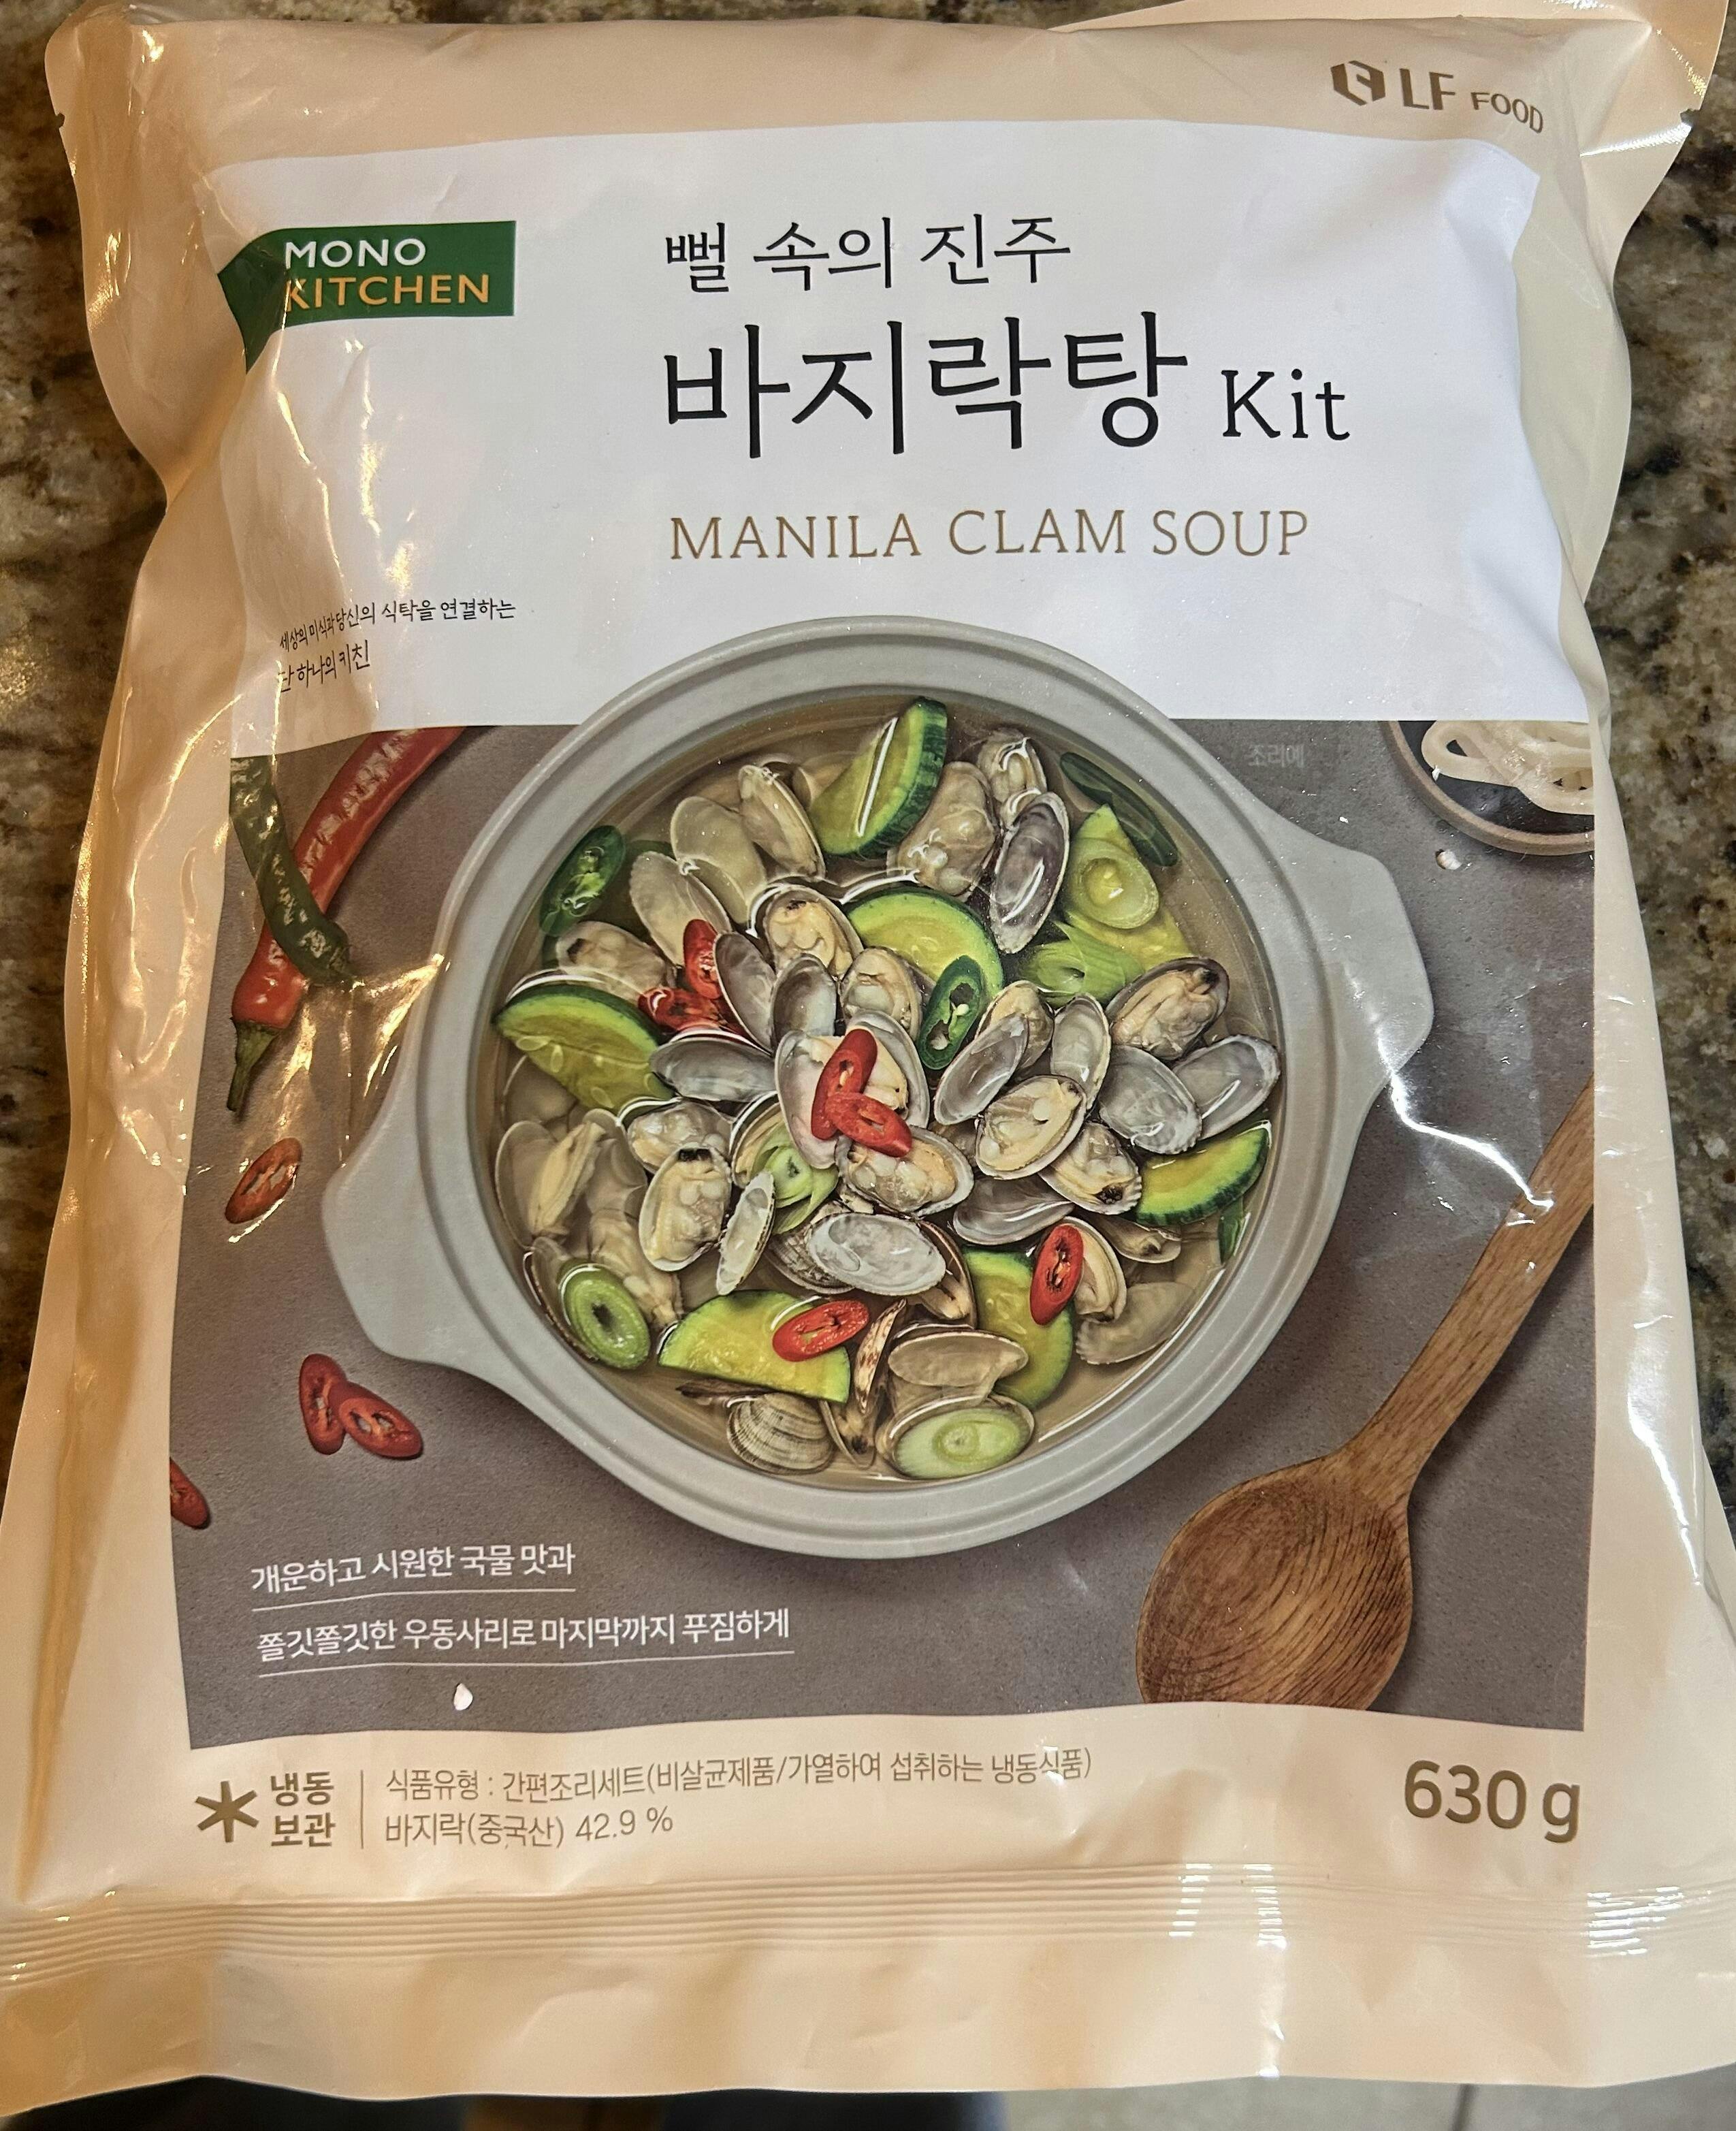 LF FOOD
MONO
KITCHEN
뻘 속의 진주
바지락탕 Kit
MANILA CLAM SOUP
세상의 미식과 당신의 식탁을 연결하는
단 하나의 키친
조리예
개운하고 시원한 국물 맛과
쫄깃쫄깃한 우동사리로 마지막까지 푸짐하게
냉동
보관
식품유형 : 간편조리세트(비살균제품/가열하여 섭취하는 냉동식품)
바지락(중국산) 42.9 %
630 g